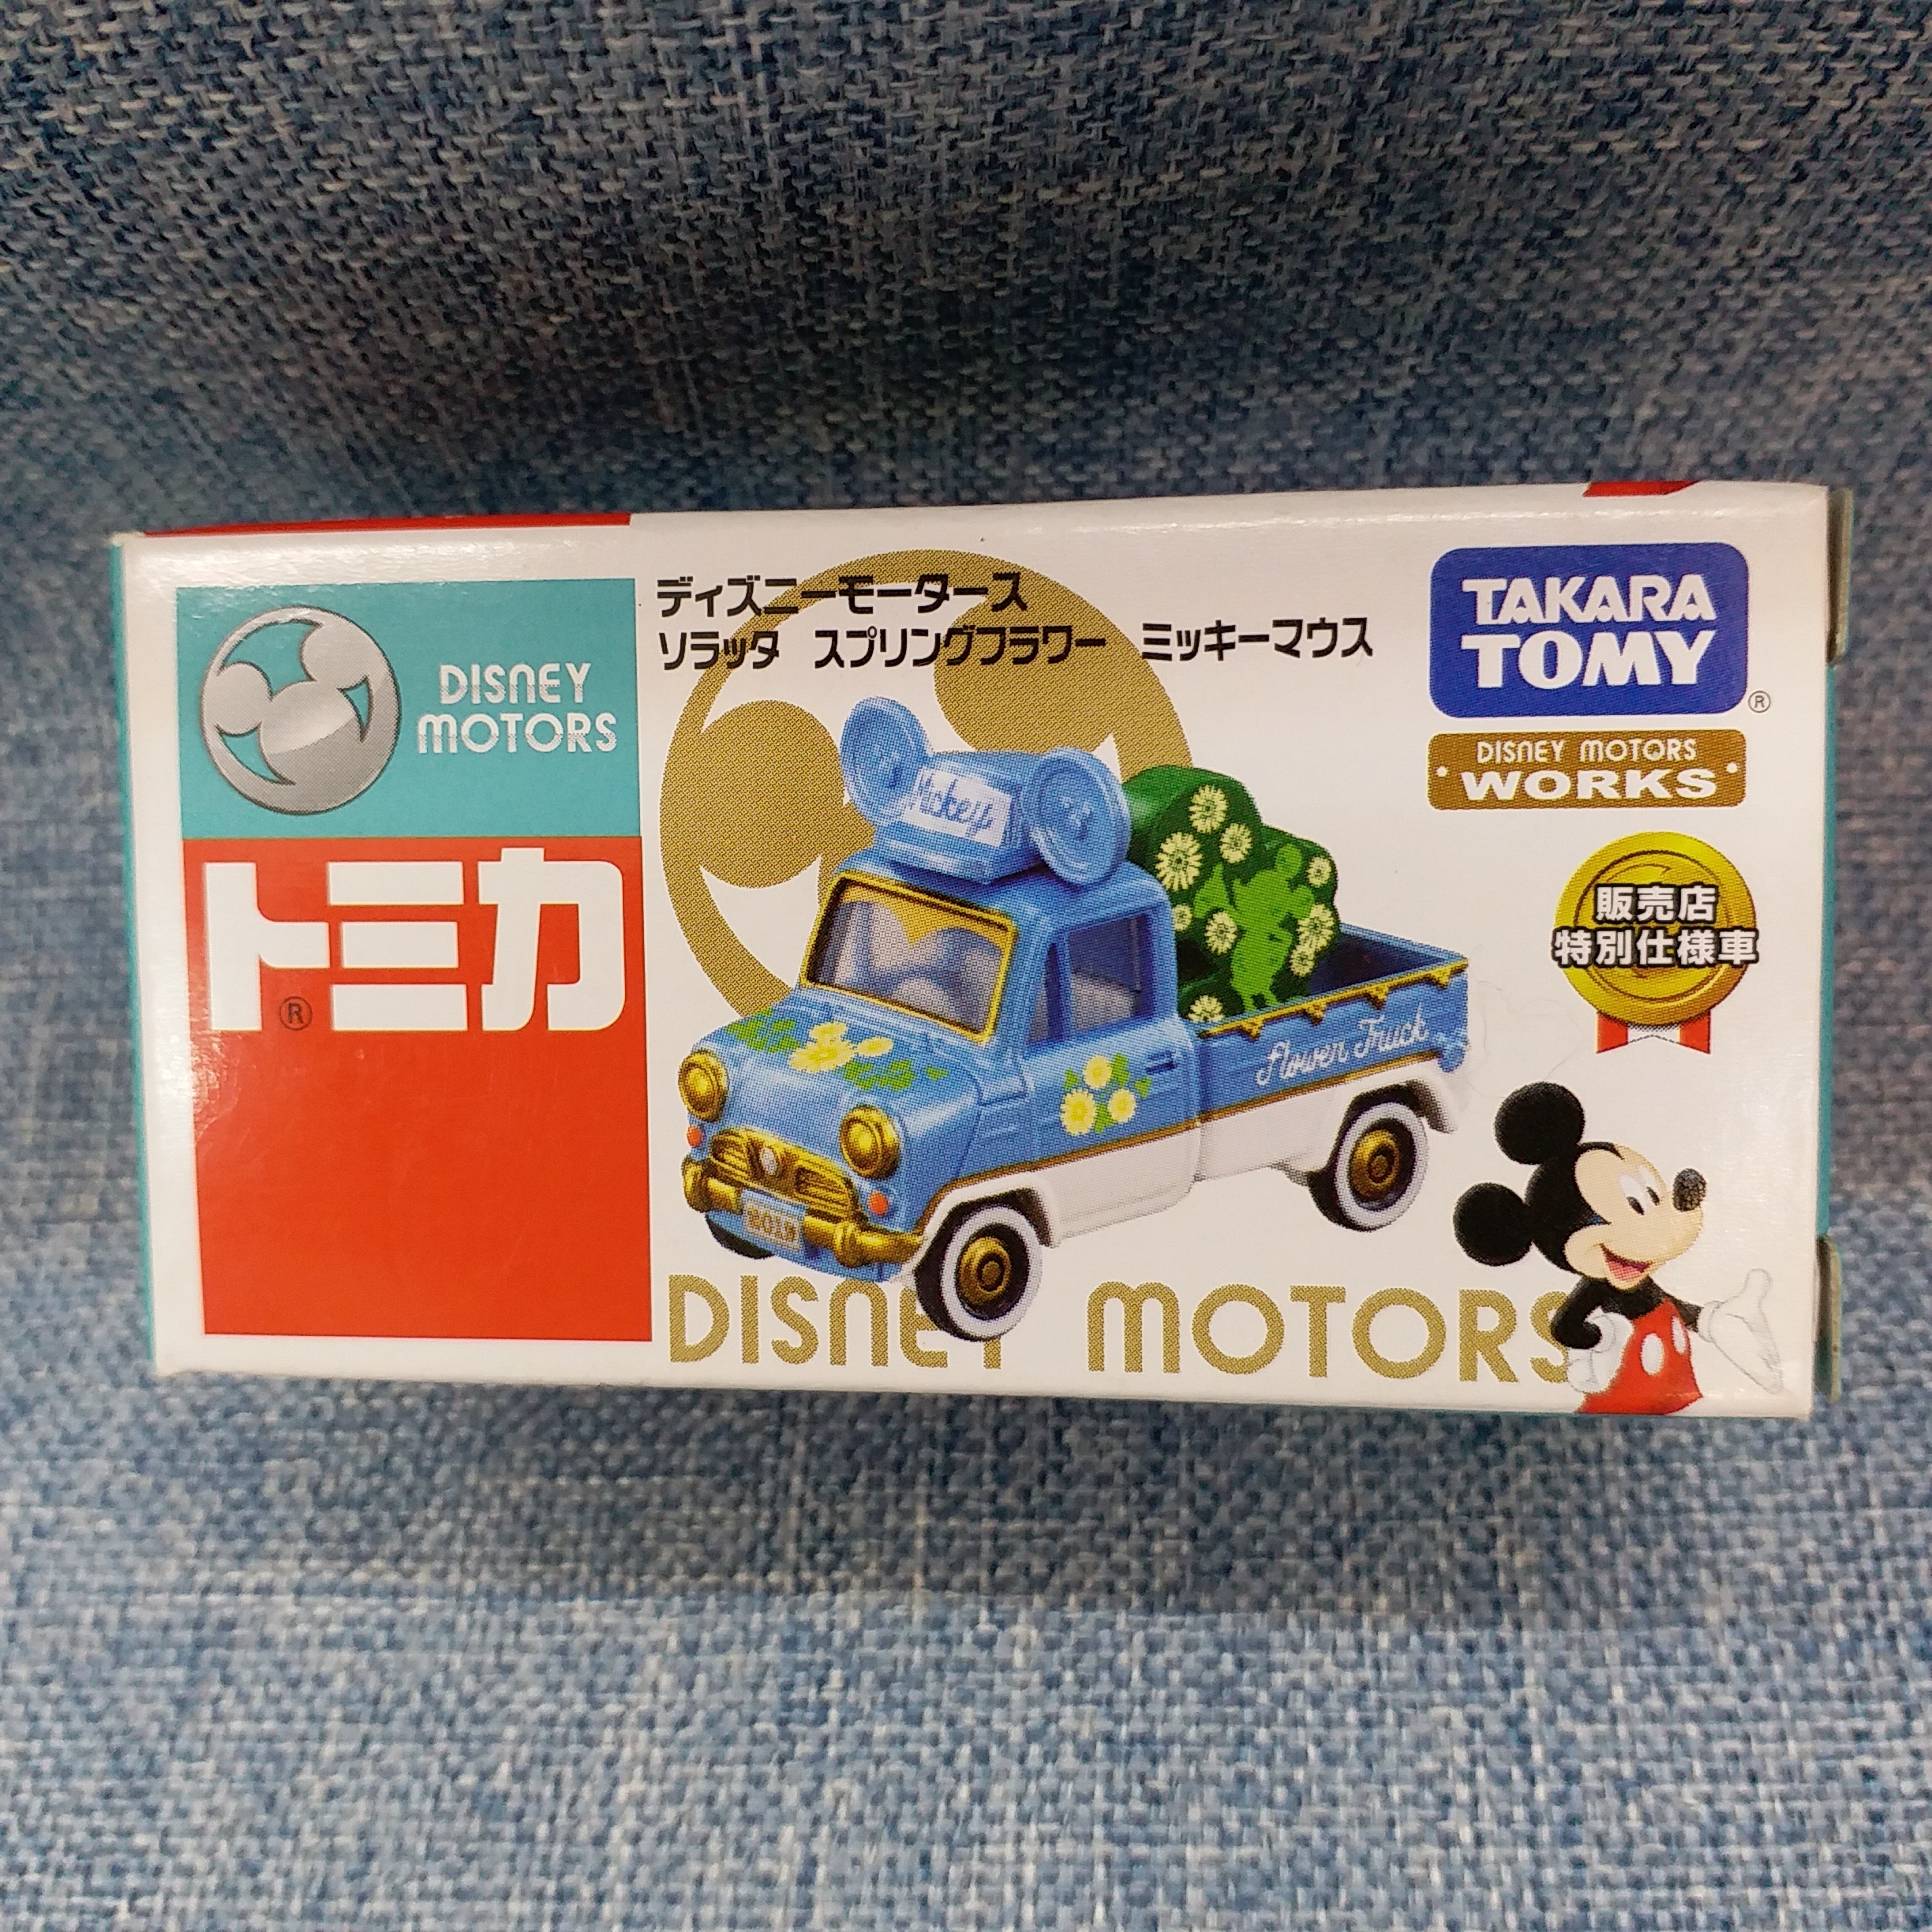 ディズニーモータース
ソラッタ スプリングフラワー ミッキーマウス
TAKARA
TOMY
®
DISNEY
MOTORS
DISNEY MOTORS
WORKS
トミカ
®
Mickey's
販売店
特別仕様車
Flower Truck
2019
DISNEY MOTORS